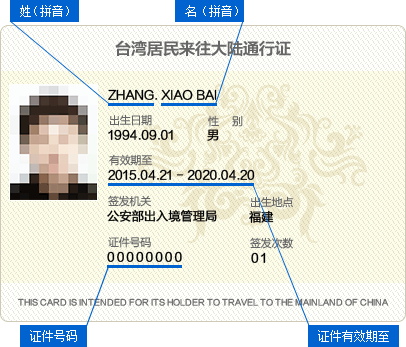 姓（拼音） 名（拼音）
台湾居民来往大陆通行证
ZHANG. XIAO BAI
出生日期 性 别
1994.09.01 男
有效期至
2015.04.21 – 2020.04.20
签发机关 出生地点
公安部出入境管理局 福建
证件号码 签发次数
00000000 01
THIS CARD IS INTENDED FOR ITS HOLDER TO TRAVEL TO THE MAINLAND OF CHINA
证件号码 证件有效期至